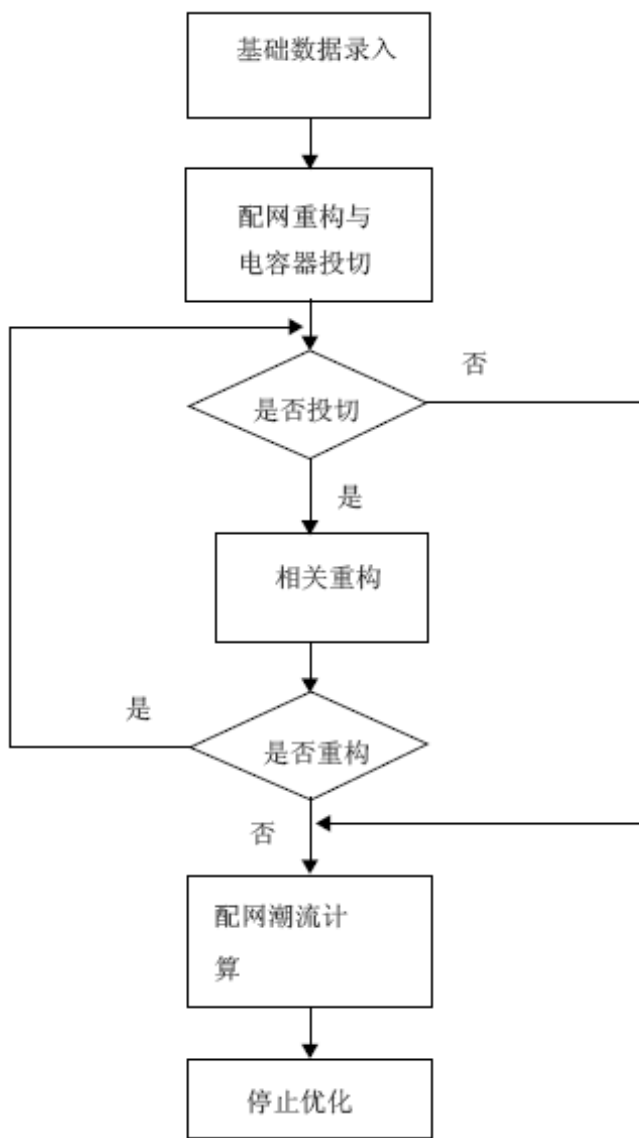 基础数据录入
配网重构与
电容器投切
否
是否投切
是
相关重构
是
是否重构
否
配网潮流计
算
停止优化